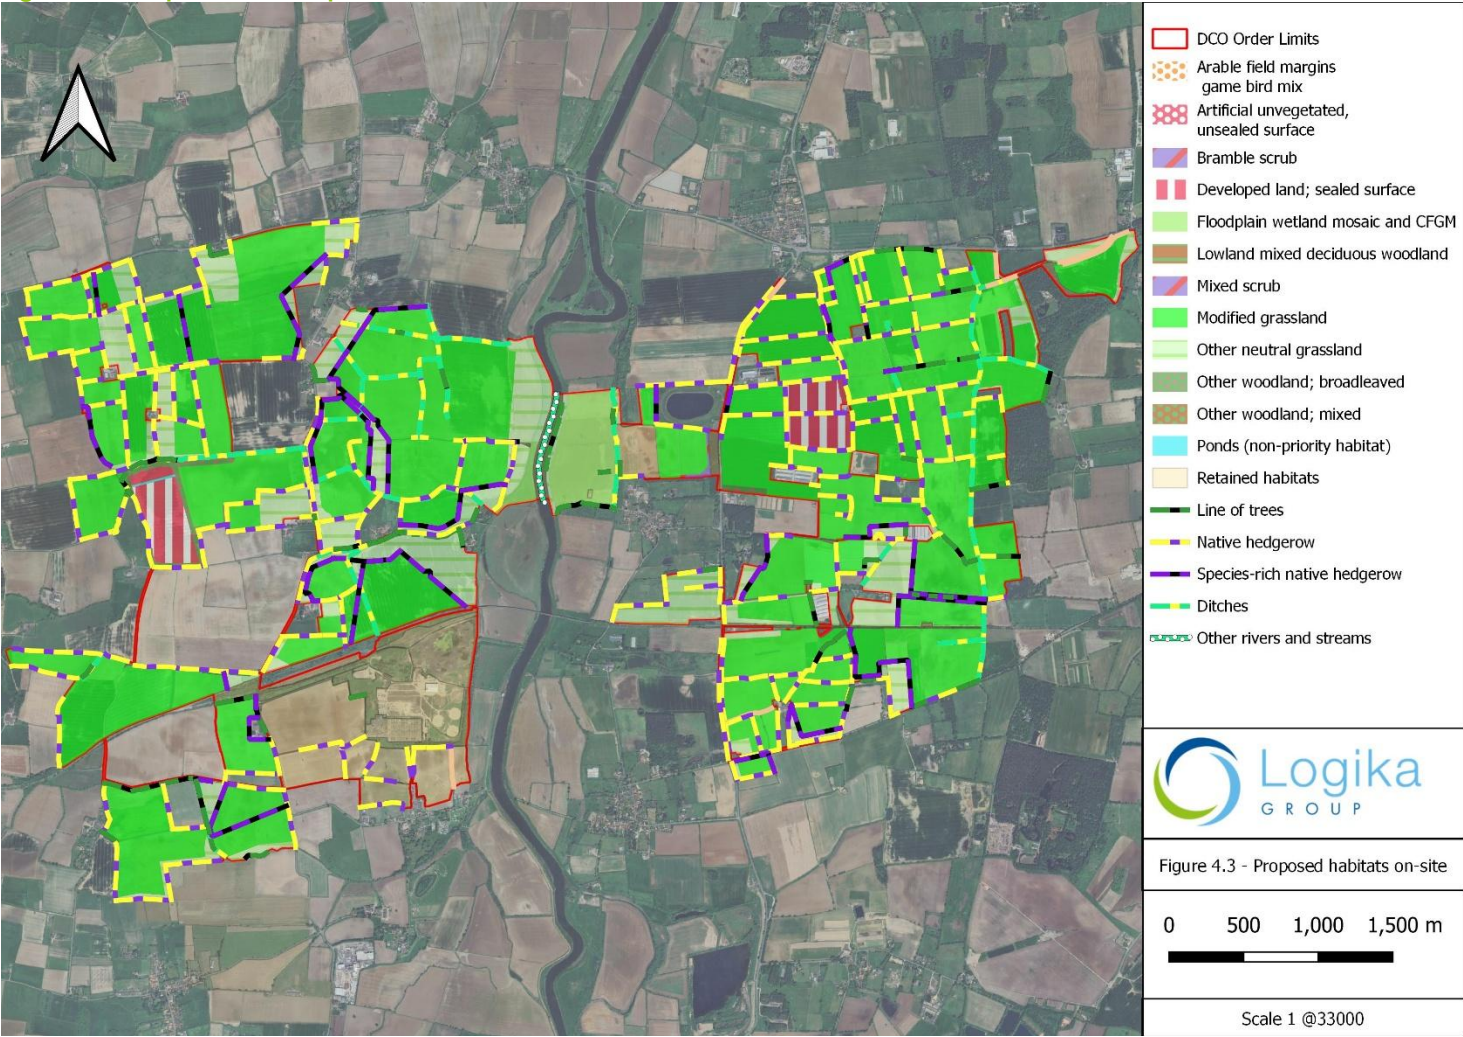 DCO Order Limits
Arable field margins
game bird mix
Artificial unvegetated,
unsealed surface
Bramble scrub
Developed land; sealed surface
Floodplain wetland mosaic and CFGM
Lowland mixed deciduous woodland
Mixed scrub
Modified grassland
Other neutral grassland
Other woodland; broadleaved
Other woodland; mixed
Ponds (non-priority habitat)
Retained habitats
Line of trees
Native hedgerow
Species-rich native hedgerow
Ditches
Other rivers and streams
Logika
GROUP
Figure 4.3 - Proposed habitats on-site
0 500 1,000 1,500 m
Scale 1 @33000